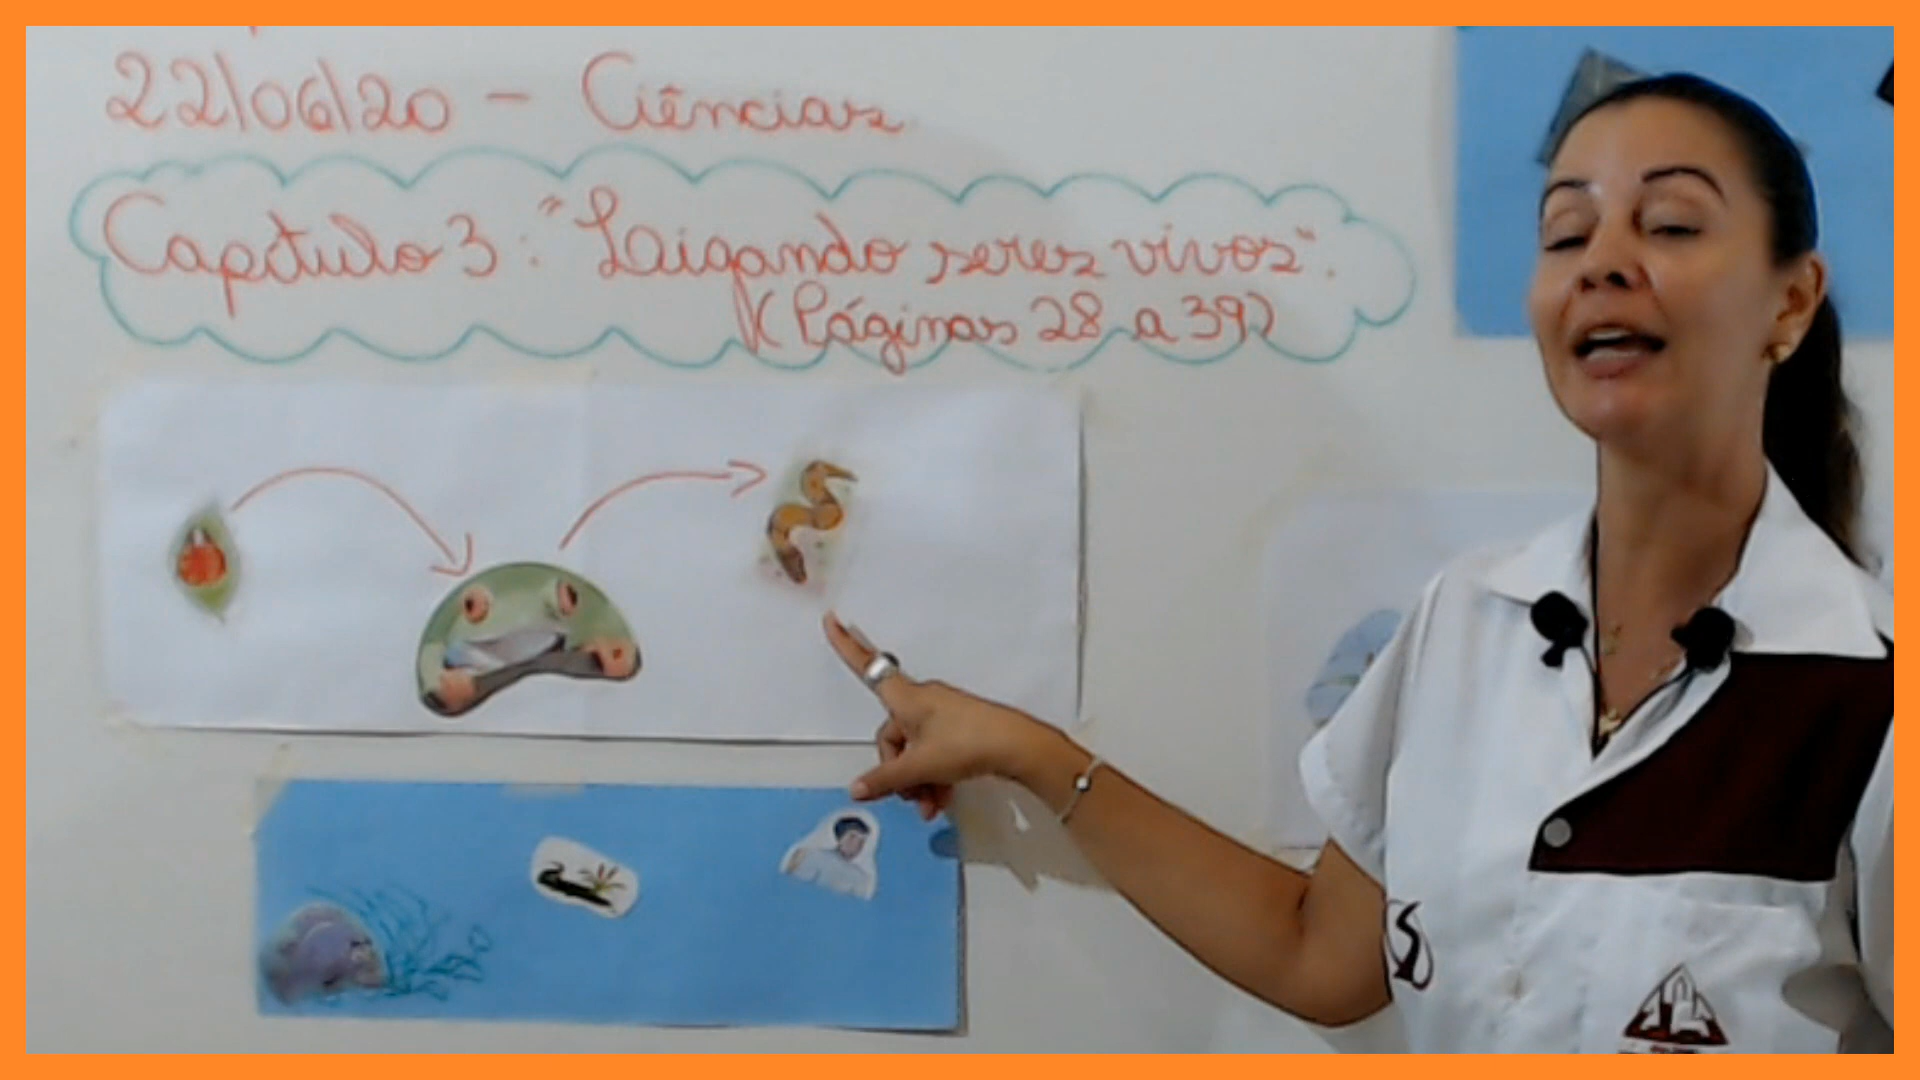 22/06/20 - Ciências
Capítulo 3: "Ligando seres vivos".
(Páginas 28 a 39)